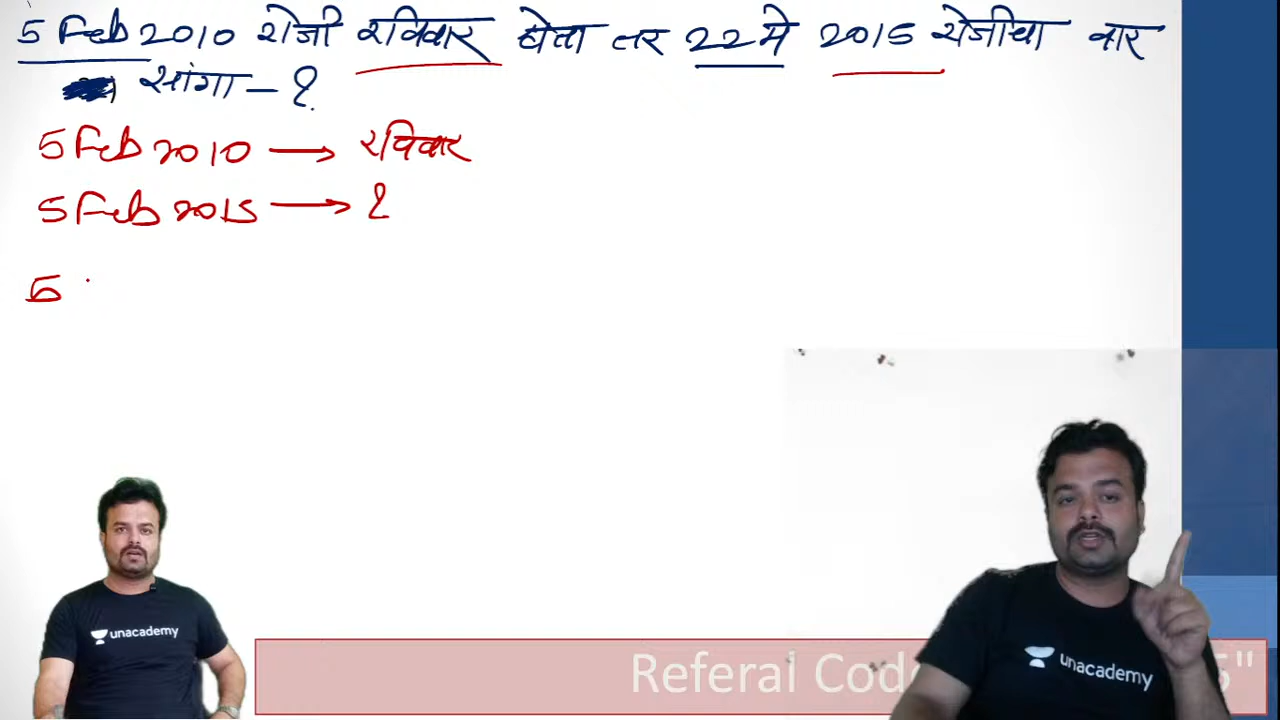 5 Feb 2010 रोजी रविवार होता तर 22 मे 2015 रोजीचा वार
सांगा - ?
5 Feb 2010 → रविवार
5 Feb 2015 → ?
5
Referal Cod 5"
unacademy
unacademy